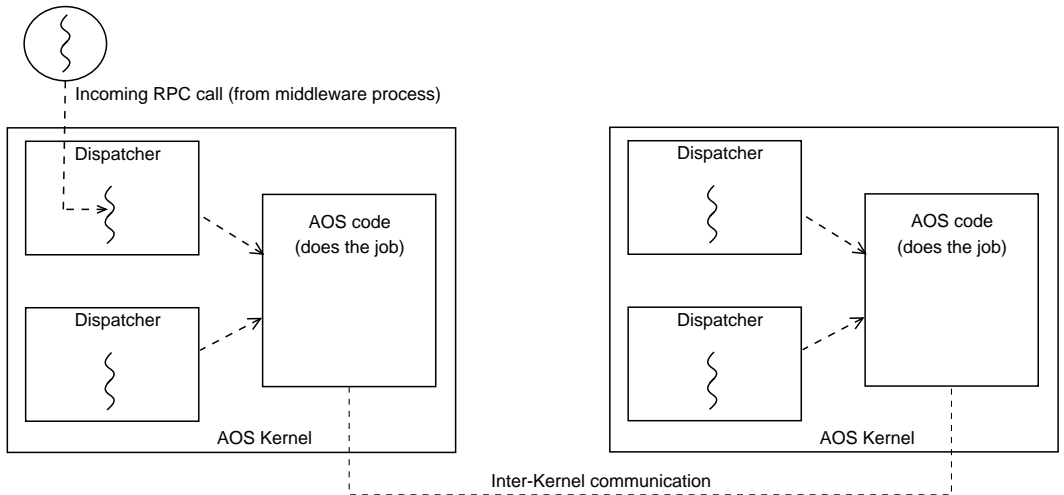 Incoming RPC call (from middleware process)
Dispatcher
AOS code
(does the job)
Dispatcher
AOS Kernel
Dispatcher
AOS code
(does the job)
Dispatcher
AOS Kernel
Inter-Kernel communication